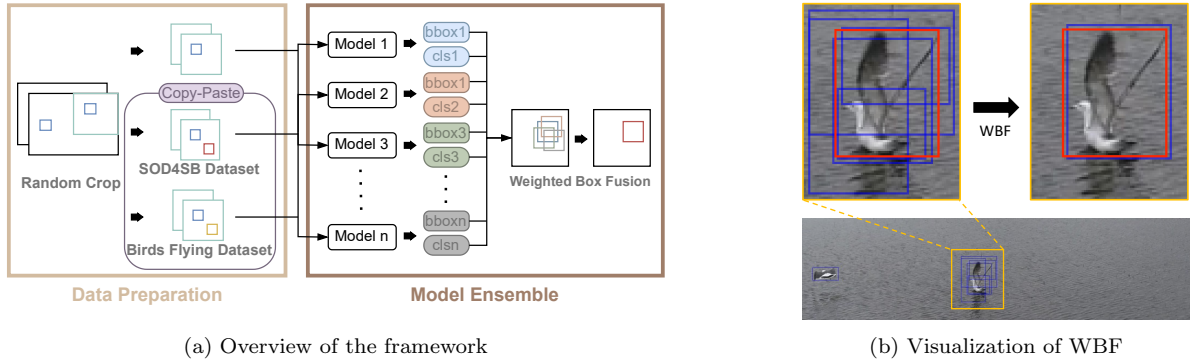 Random Crop
Copy-Paste
SOD4SB Dataset
Birds Flying Dataset
Data Preparation
Model 1
Model 2
Model 3
Model n
bbox1
cls1
bbox1
cls2
bbox3
cls3
bboxn
clsn
Weighted Box Fusion
Model Ensemble
(a) Overview of the framework
WBF
(b) Visualization of WBF